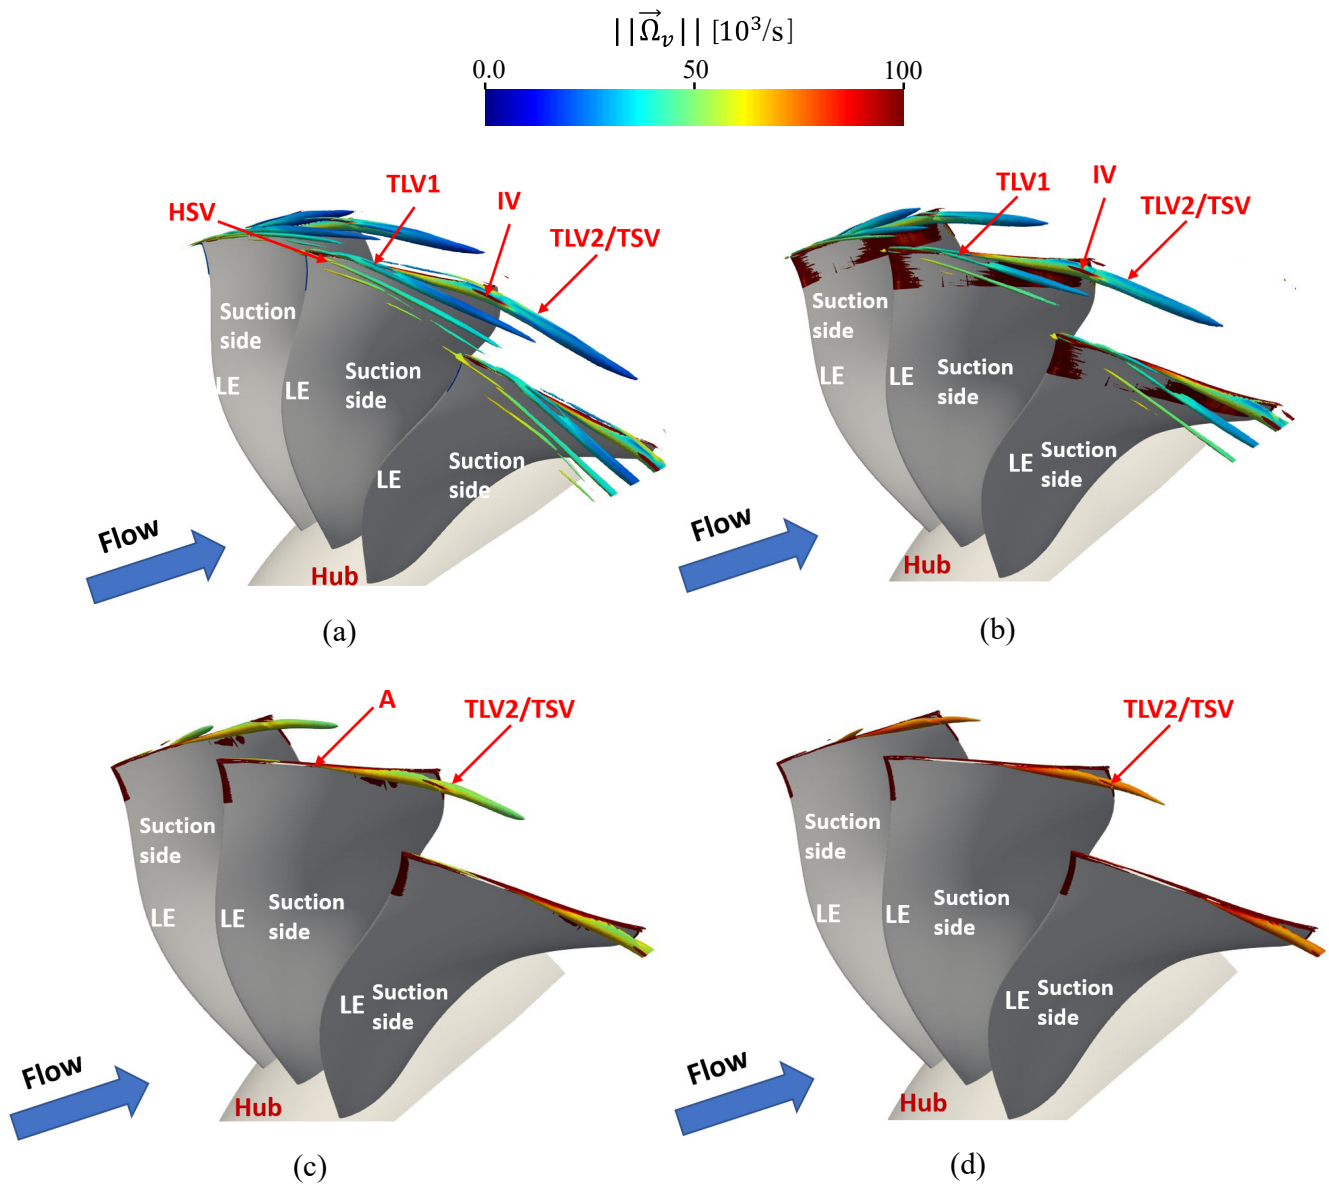 ||Ω⃗ᵥ|| [10³/s]
0.0 50 100
TLV1
IV
HSV
TLV2/TSV
Suction
side
LE
LE
Suction
side
LE
Suction
side
Flow
Hub
(a)
TLV1
IV
TLV2/TSV
Suction
side
LE
LE
Suction
side
LE
Suction
side
Flow
Hub
(b)
A
TLV2/TSV
Suction
side
LE
LE
Suction
side
LE
Suction
side
Flow
Hub
(c)
TLV2/TSV
Suction
side
LE
LE
Suction
side
LE
Suction
side
Flow
Hub
(d)